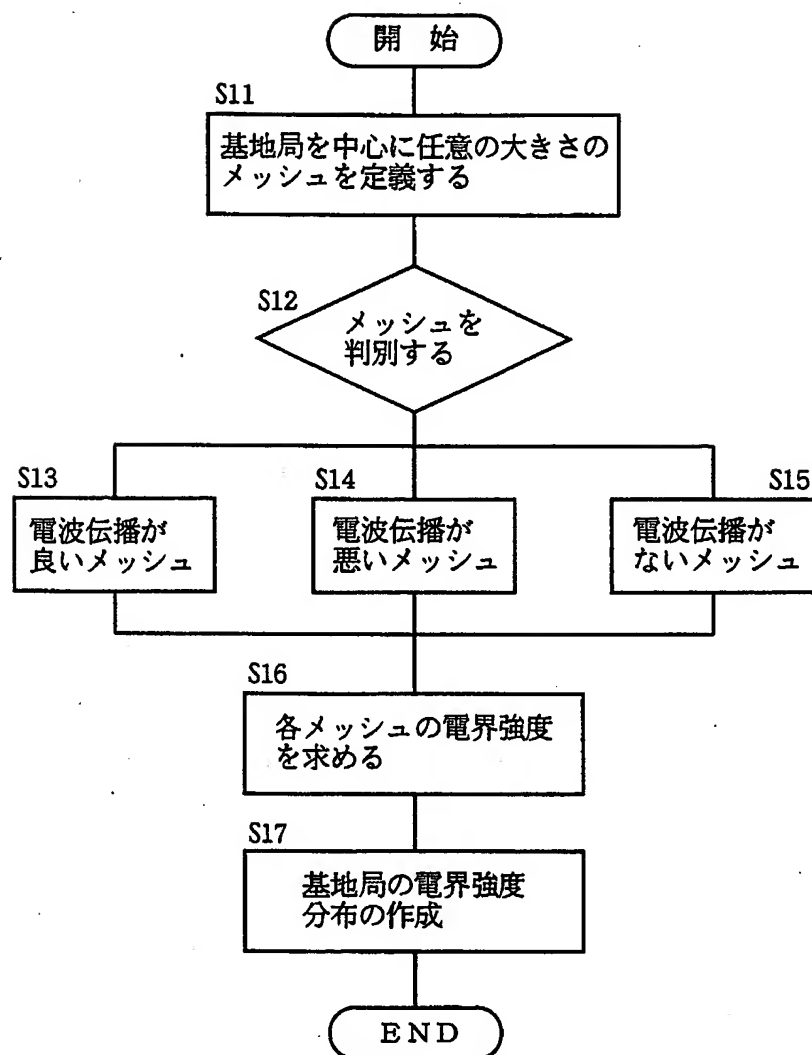 開 始
S11
基地局を中心に任意の大きさの
メッシュを定義する
S12
メッシュを
判別する
S13
電波伝播が
良いメッシュ
S14
電波伝播が
悪いメッシュ
S15
電波伝播が
ないメッシュ
S16
各メッシュの電界強度
を求める
S17
基地局の電界強度
分布の作成
END